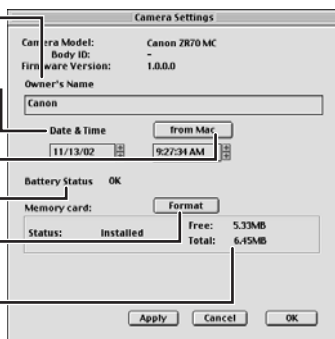 Camera Settings
Camera Model: Canon ZR70 MC
Body ID: -
Firmware Version: 1.0.0.0
Owner's Name
Canon
Date & Time from Mac
11/13/02 9:27:34 AM
Battery Status OK
Memory card: Format
Status: Installed Free: 5.33MB
Total: 6.45MB
Apply Cancel OK